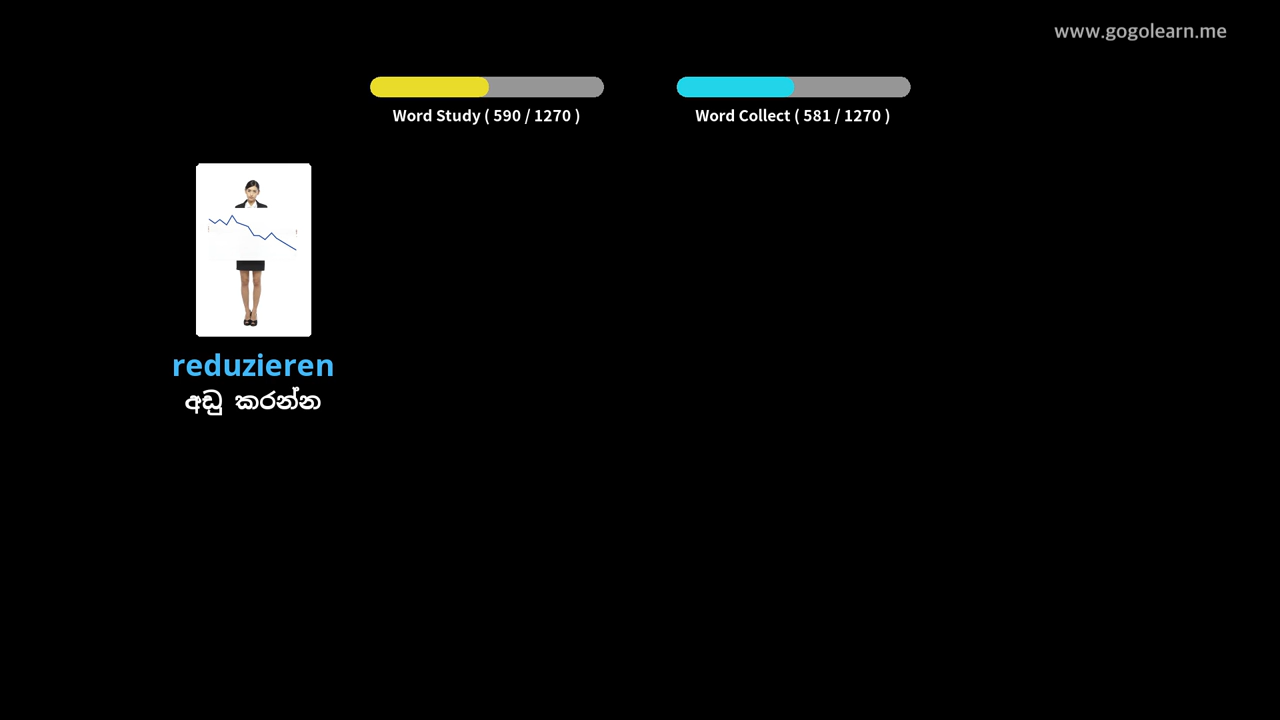 www.gogolearn.me
Word Study ( 590 / 1270 )
Word Collect ( 581 / 1270 )
reduzieren
අඩු කරන්න